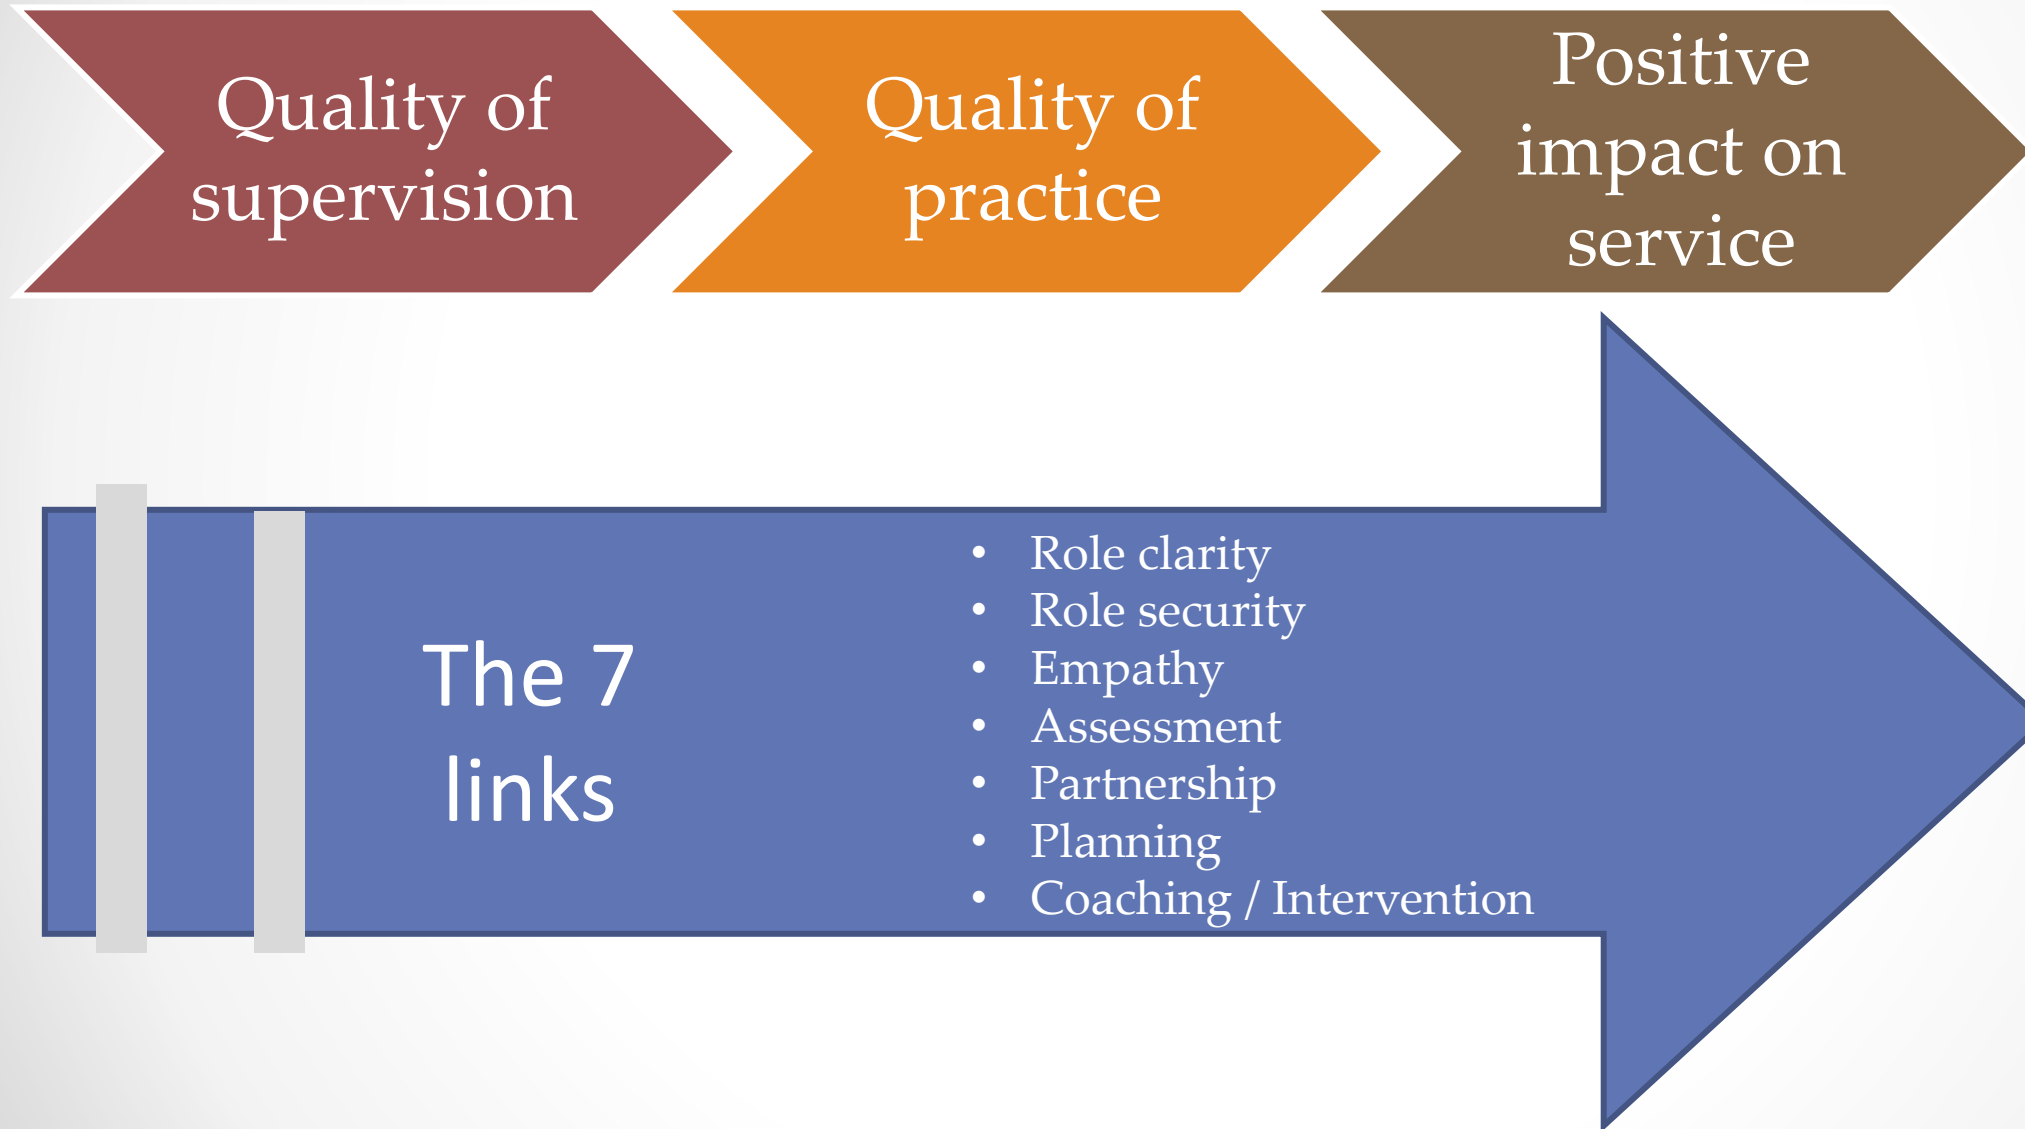 Quality of
supervision
Quality of
practice
Positive
impact on
service
The 7
links
• Role clarity
• Role security
• Empathy
• Assessment
• Partnership
• Planning
• Coaching / Intervention